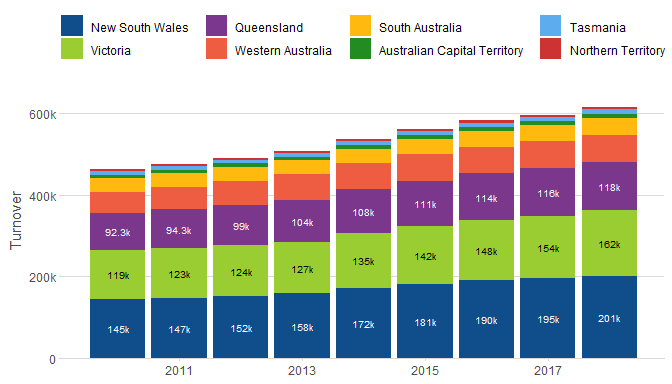 New South Wales Queensland South Australia Tasmania
Victoria Western Australia Australian Capital Territory Northern Territory
600k
400k
200k
0
Turnover
92.3k 94.3k 99k 104k 108k 111k 114k 116k 118k
119k 123k 124k 127k 135k 142k 148k 154k 162k
145k 147k 152k 158k 172k 181k 190k 195k 201k
2011 2013 2015 2017